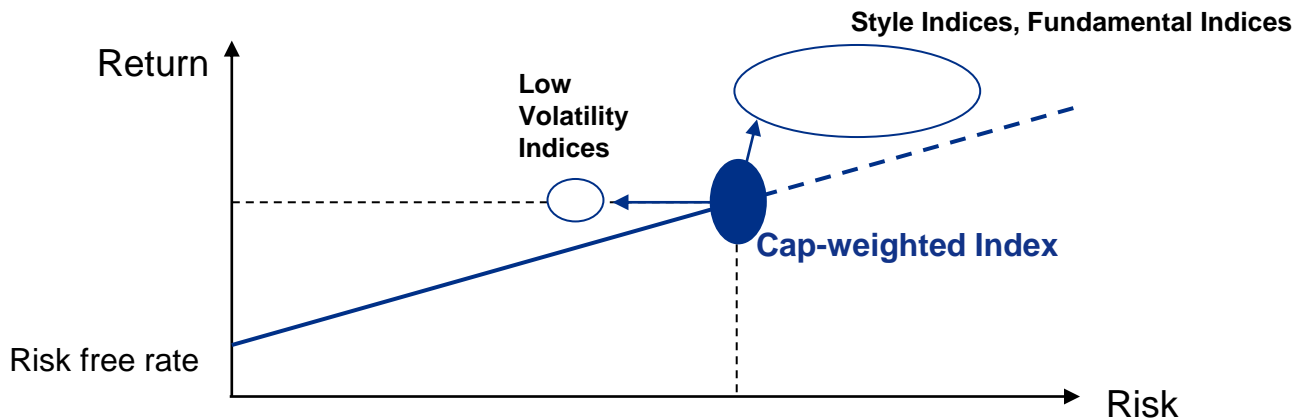 Style Indices, Fundamental Indices
Return
Low
Volatility
Indices
Cap-weighted Index
Risk free rate
Risk